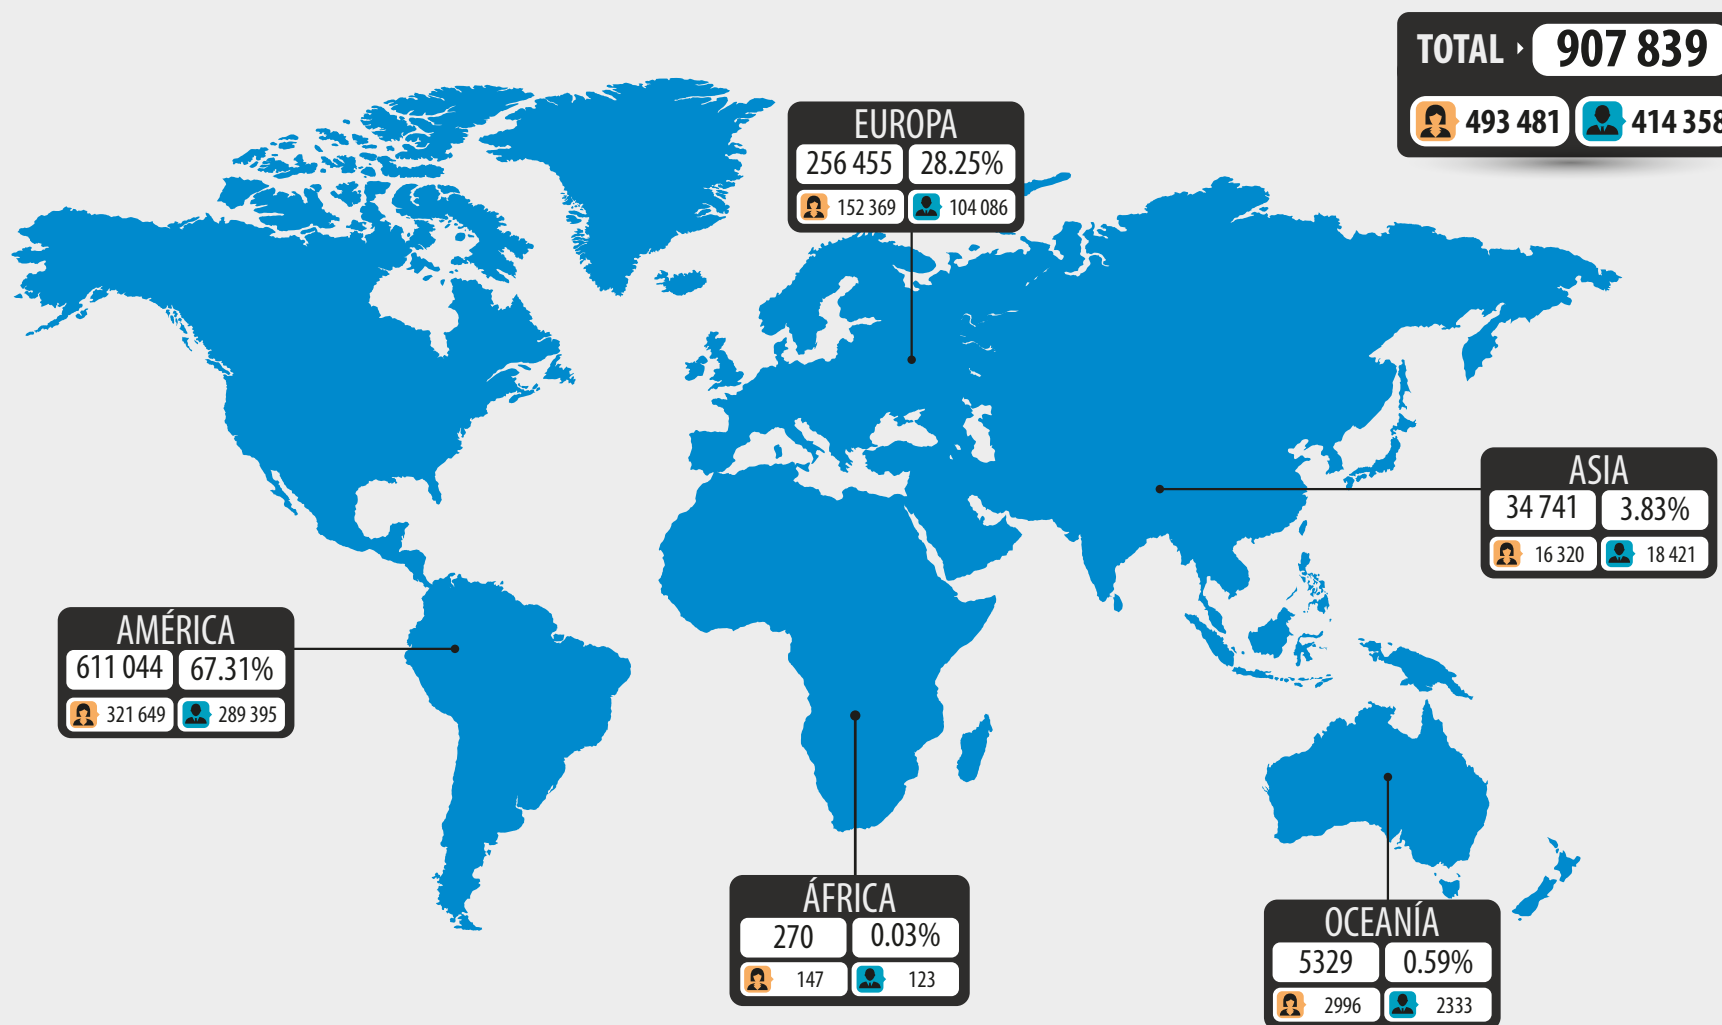 TOTAL 907 839
493 481 414 358
EUROPA
256 455 28.25%
152 369 104 086
ASIA
34 741 3.83%
16 320 18 421
AMÉRICA
611 044 67.31%
321 649 289 395
ÁFRICA
270 0.03%
147 123
OCEANÍA
5329 0.59%
2996 2333